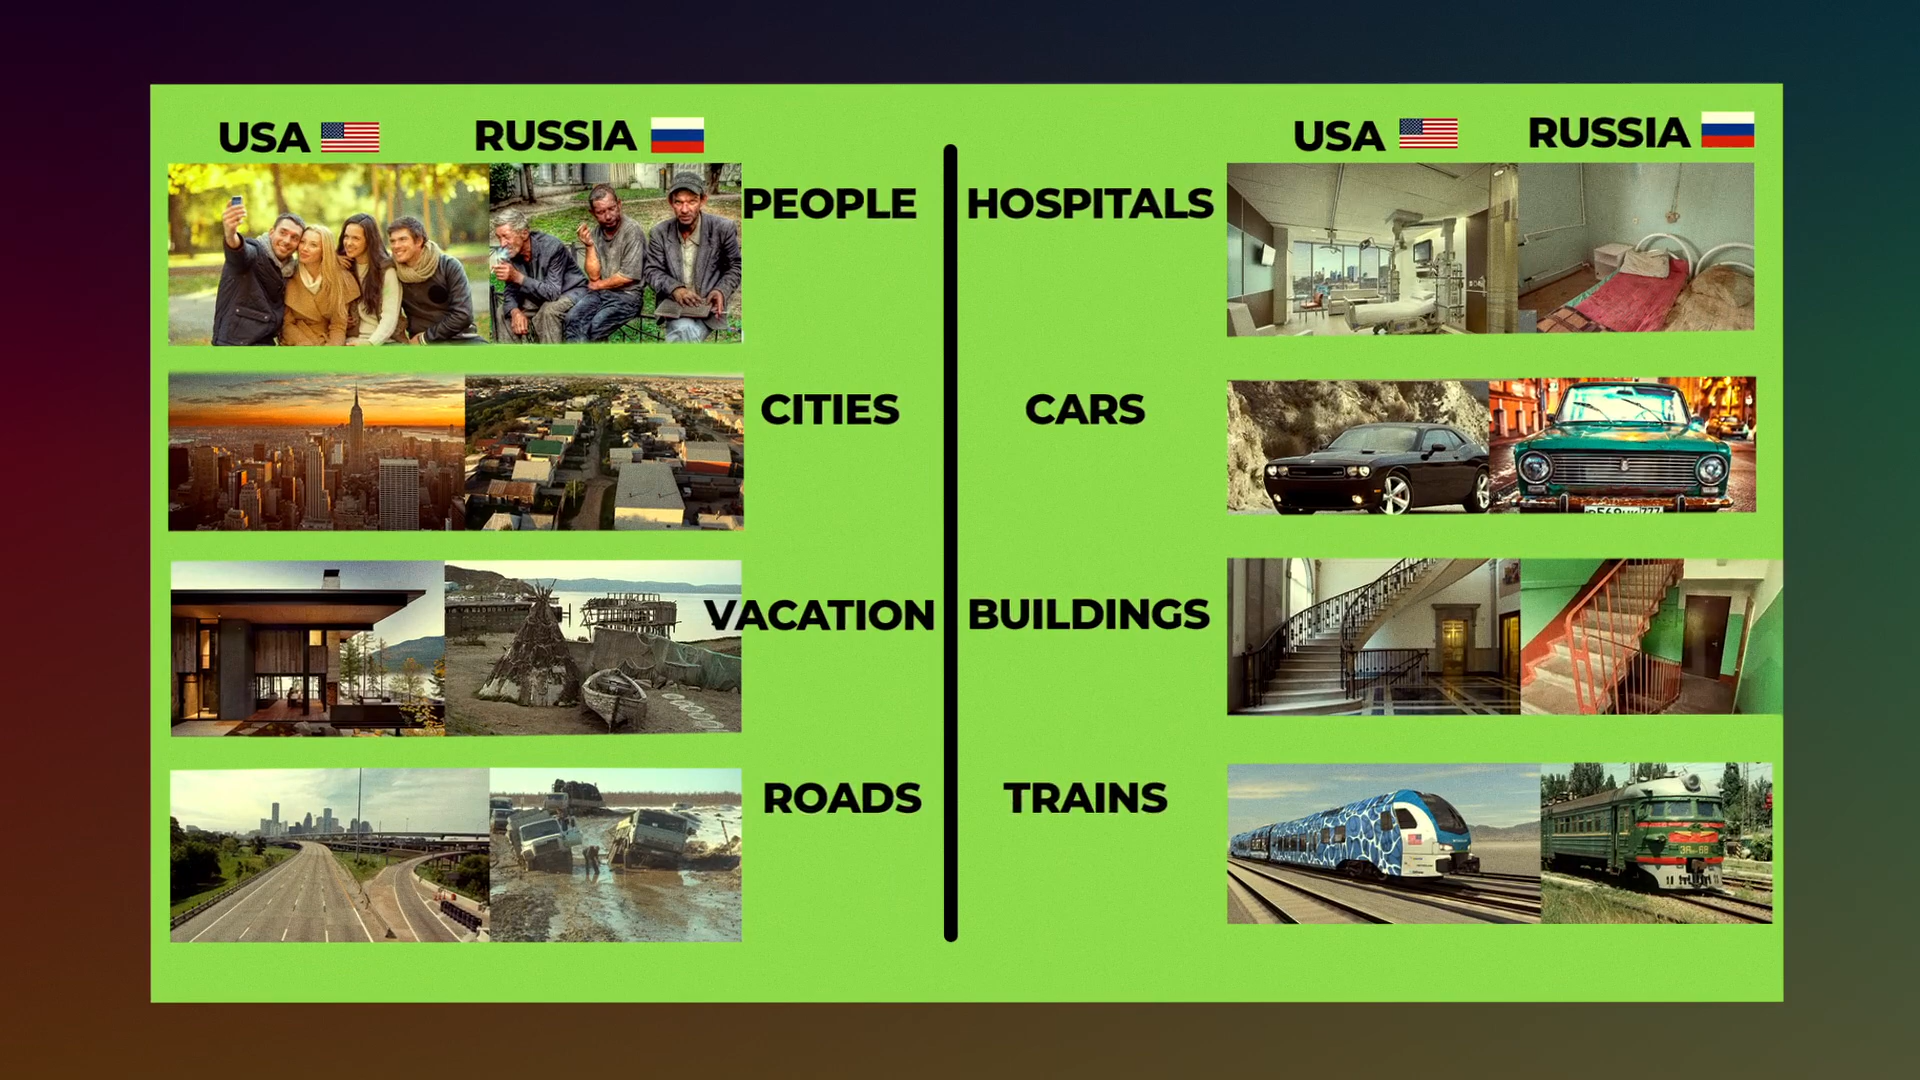 USA RUSSIA
PEOPLE
CITIES
VACATION
ROADS
USA RUSSIA
HOSPITALS
CARS
BUILDINGS
TRAINS